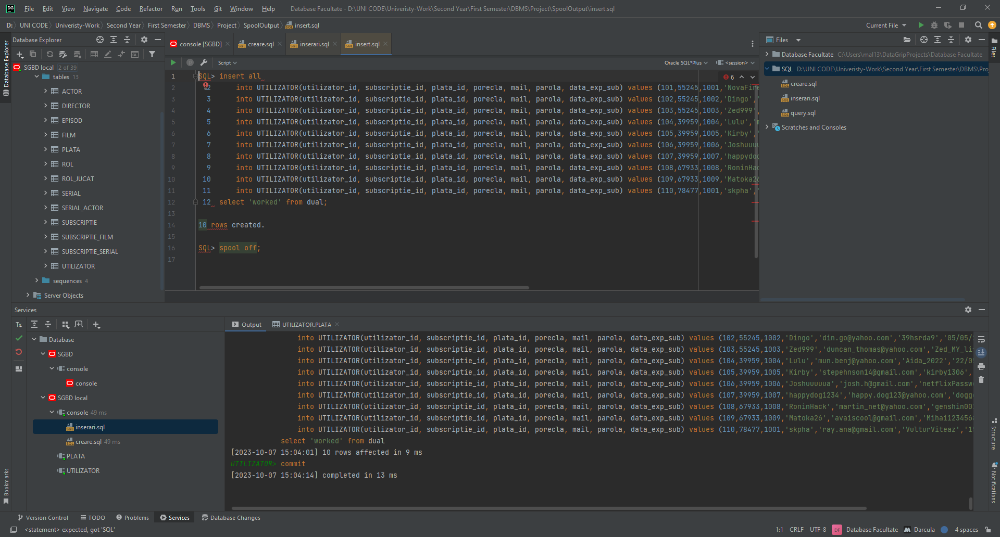 DG File Edit View Navigate Code Refactor Run Tools Git Window Help Database Facultate - D:\UNI CODE\Univeristy-Work\Second Year\First Semester\DBMS\Project\SpoolOutput\insert.sql
D: UNI CODE Univeristy-Work Second Year First Semester DBMS Project SpoolOutput insert.sql Current File
Database Explorer
SGBD local 2 of 39
tables 13
ACTOR
DIRECTOR
EPISOD
FILM
PLATA
ROL
ROL_JUCAT
SERIAL
SERIAL_ACTOR
SUBSCRIPTIE
SUBSCRIPTIE_FILM
SUBSCRIPTIE_SERIAL
UTILIZATOR
sequences 4
Server Objects
Database Explorer
Bookmarks
console [SGBD] creare.sql inserari.sql insert.sql
Script Oracle SQL*Plus <session>
6
1 SQL> insert all
2 2 into UTILIZATOR(utilizator_id, subscriptie_id, plata_id, porecla, mail, parola, data_exp_sub) values (101,55245,1001,'NovaFire
3 3 into UTILIZATOR(utilizator_id, subscriptie_id, plata_id, porecla, mail, parola, data_exp_sub) values (102,55245,1002,'Dingo','
4 4 into UTILIZATOR(utilizator_id, subscriptie_id, plata_id, porecla, mail, parola, data_exp_sub) values (103,55245,1003,'Zed999',
5 5 into UTILIZATOR(utilizator_id, subscriptie_id, plata_id, porecla, mail, parola, data_exp_sub) values (104,39959,1004,'Lulu','m
6 6 into UTILIZATOR(utilizator_id, subscriptie_id, plata_id, porecla, mail, parola, data_exp_sub) values (105,39959,1005,'Kirby','
7 7 into UTILIZATOR(utilizator_id, subscriptie_id, plata_id, porecla, mail, parola, data_exp_sub) values (106,39959,1006,'Joshuuuu
8 8 into UTILIZATOR(utilizator_id, subscriptie_id, plata_id, porecla, mail, parola, data_exp_sub) values (107,39959,1007,'happydog
9 9 into UTILIZATOR(utilizator_id, subscriptie_id, plata_id, porecla, mail, parola, data_exp_sub) values (108,67933,1008,'RoninHac
10 10 into UTILIZATOR(utilizator_id, subscriptie_id, plata_id, porecla, mail, parola, data_exp_sub) values (109,67933,1009,'Matoka26
11 11 into UTILIZATOR(utilizator_id, subscriptie_id, plata_id, porecla, mail, parola, data_exp_sub) values (110,78477,1001,'skpha','
12 12 select 'worked' from dual;
13
14 10 rows created.
15
16 SQL> spool off;
17
Files
Database Facultate C:\Users\mal13\DataGripProjects\Database Facultate
SQL D:\UNI CODE\Univeristy-Work\Second Year\First Semester\DBMS\Pro
creare.sql
inserari.sql
query.sql
Scratches and Consoles
Files
Structure
Notifications
Services
Tx
Database
SGBD
console
console
SGBD local
console 49 ms
inserari.sql
creare.sql 49 ms
PLATA
UTILIZATOR
Output UTILIZATOR.PLATA
into UTILIZATOR(utilizator_id, subscriptie_id, plata_id, porecla, mail, parola, data_exp_sub) values (102,55245,1002,'Dingo','din.go@yahoo.com','39hsrda9','05/05/
into UTILIZATOR(utilizator_id, subscriptie_id, plata_id, porecla, mail, parola, data_exp_sub) values (103,55245,1003,'Zed999','duncan_thomas@yahoo.com','Zed_MY_li
into UTILIZATOR(utilizator_id, subscriptie_id, plata_id, porecla, mail, parola, data_exp_sub) values (104,39959,1004,'Lulu','mun.benj@yahoo.com','Aida_2022','22/05
into UTILIZATOR(utilizator_id, subscriptie_id, plata_id, porecla, mail, parola, data_exp_sub) values (105,39959,1005,'Kirby','stepehnson14@gmail.com','kirby1306',
into UTILIZATOR(utilizator_id, subscriptie_id, plata_id, porecla, mail, parola, data_exp_sub) values (106,39959,1006,'Joshuuuuua','josh.h@gmail.com','netflixPassw
into UTILIZATOR(utilizator_id, subscriptie_id, plata_id, porecla, mail, parola, data_exp_sub) values (107,39959,1007,'happydog1234','happy.dog123@yahoo.com','dogg
into UTILIZATOR(utilizator_id, subscriptie_id, plata_id, porecla, mail, parola, data_exp_sub) values (108,67933,1008,'RoninHack','martin_net@yahoo.com','genshin00
into UTILIZATOR(utilizator_id, subscriptie_id, plata_id, porecla, mail, parola, data_exp_sub) values (109,67933,1009,'Matoka26','avaiscool@gmail.com','Mihai1234568
into UTILIZATOR(utilizator_id, subscriptie_id, plata_id, porecla, mail, parola, data_exp_sub) values (110,78477,1001,'skpha','ray.ana@gmail.com','VulturViteaz','15
select 'worked' from dual
[2023-10-07 15:04:01] 10 rows affected in 9 ms
UTILIZATOR> commit
[2023-10-07 15:04:14] completed in 13 ms
Version Control TODO Problems Services Database Changes
<statement> expected, got 'SQL' 1:1 CRLF UTF-8 DF Database Facultate Darcula 4 spaces